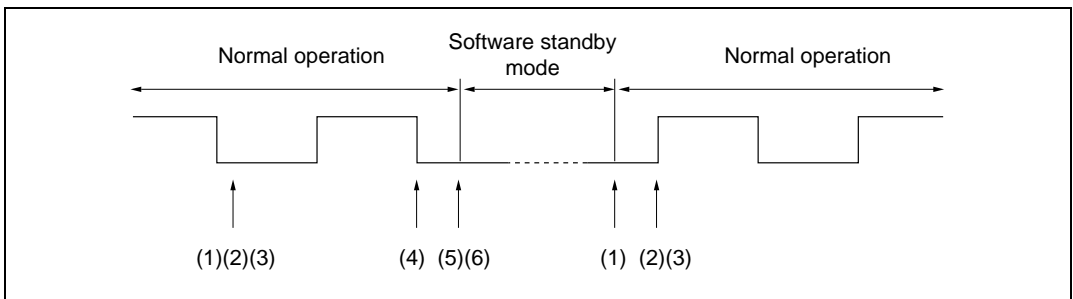 Normal operation
Software standby
mode
Normal operation
(1)(2)(3)
(4)
(5)(6)
(1)
(2)(3)